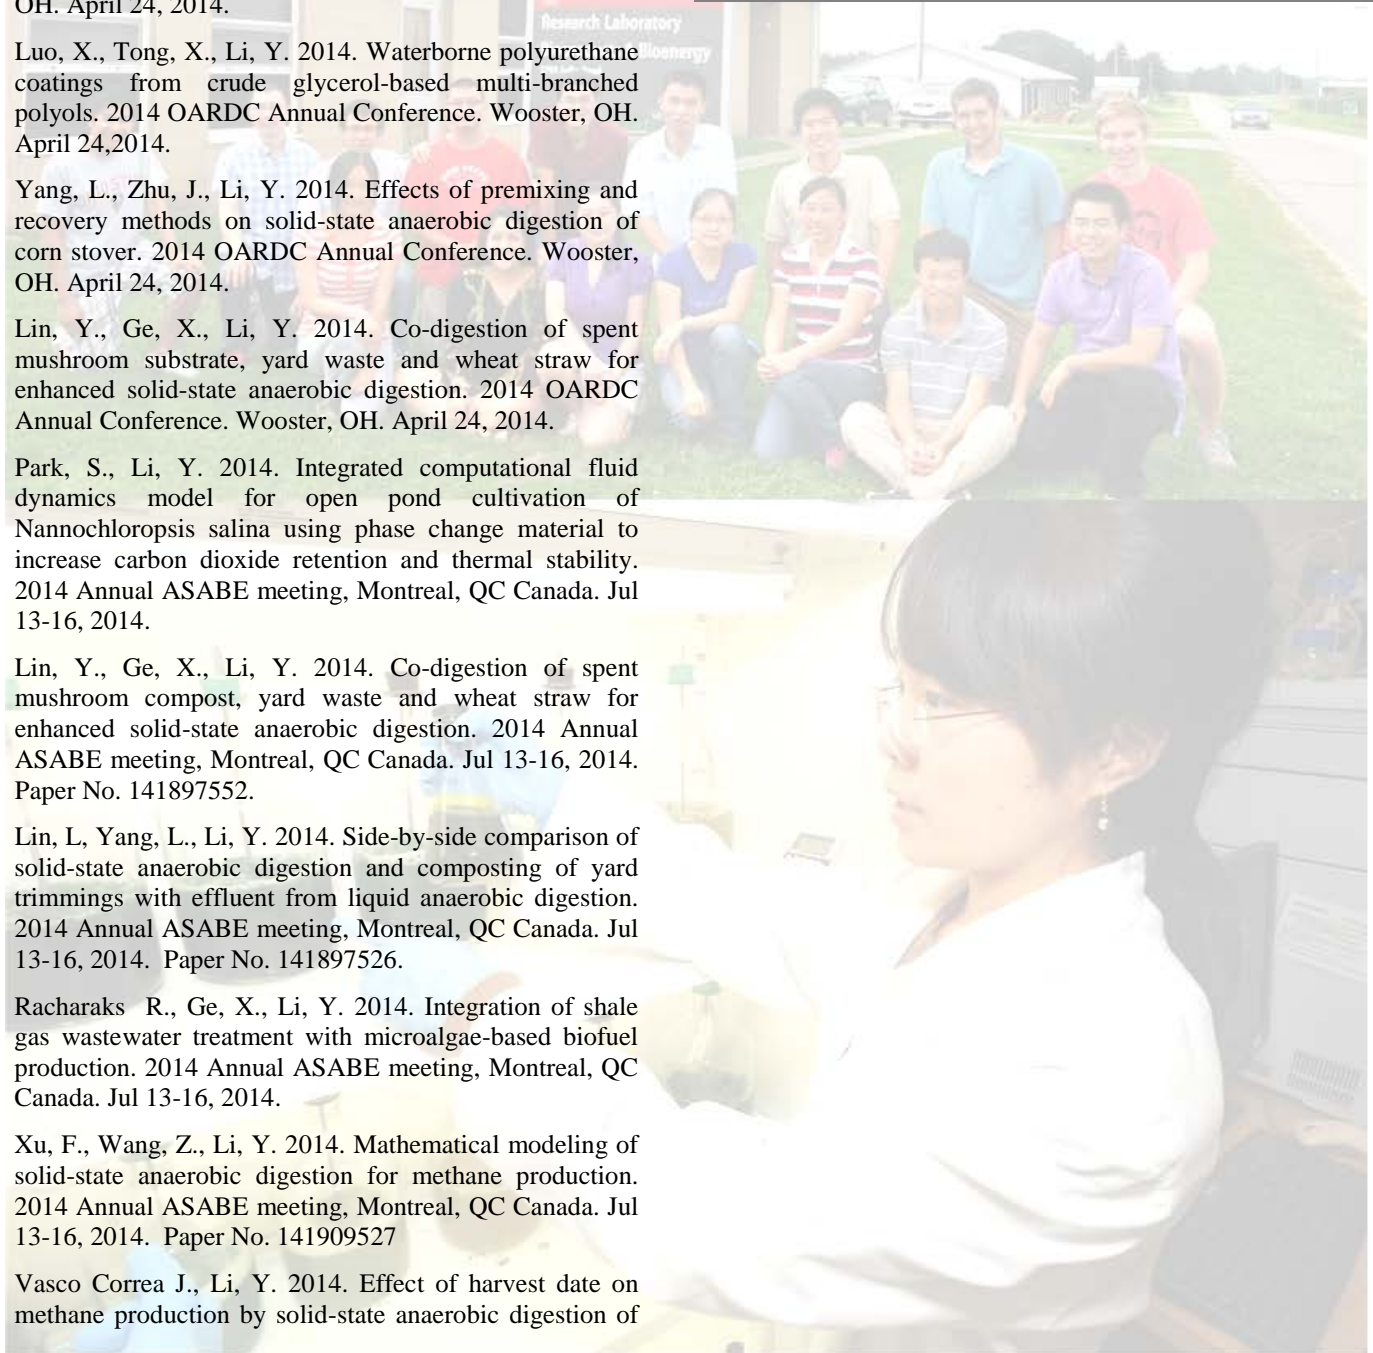 OH. April 24, 2014.
Research Laboratory
Bioenergy
Luo, X., Tong, X., Li, Y. 2014. Waterborne polyurethane
coatings from crude glycerol-based multi-branched
polyols. 2014 OARDC Annual Conference. Wooster, OH.
April 24,2014.
Yang, L., Zhu, J., Li, Y. 2014. Effects of premixing and
recovery methods on solid-state anaerobic digestion of
corn stover. 2014 OARDC Annual Conference. Wooster,
OH. April 24, 2014.
Lin, Y., Ge, X., Li, Y. 2014. Co-digestion of spent
mushroom substrate, yard waste and wheat straw for
enhanced solid-state anaerobic digestion. 2014 OARDC
Annual Conference. Wooster, OH. April 24, 2014.
Park, S., Li, Y. 2014. Integrated computational fluid
dynamics model for open pond cultivation of
Nannochloropsis salina using phase change material to
increase carbon dioxide retention and thermal stability.
2014 Annual ASABE meeting, Montreal, QC Canada. Jul
13-16, 2014.
Lin, Y., Ge, X., Li, Y. 2014. Co-digestion of spent
mushroom compost, yard waste and wheat straw for
enhanced solid-state anaerobic digestion. 2014 Annual
ASABE meeting, Montreal, QC Canada. Jul 13-16, 2014.
Paper No. 141897552.
Lin, L, Yang, L., Li, Y. 2014. Side-by-side comparison of
solid-state anaerobic digestion and composting of yard
trimmings with effluent from liquid anaerobic digestion.
2014 Annual ASABE meeting, Montreal, QC Canada. Jul
13-16, 2014. Paper No. 141897526.
Racharaks R., Ge, X., Li, Y. 2014. Integration of shale
gas wastewater treatment with microalgae-based biofuel
production. 2014 Annual ASABE meeting, Montreal, QC
Canada. Jul 13-16, 2014.
Xu, F., Wang, Z., Li, Y. 2014. Mathematical modeling of
solid-state anaerobic digestion for methane production.
2014 Annual ASABE meeting, Montreal, QC Canada. Jul
13-16, 2014. Paper No. 141909527
Vasco Correa J., Li, Y. 2014. Effect of harvest date on
methane production by solid-state anaerobic digestion of